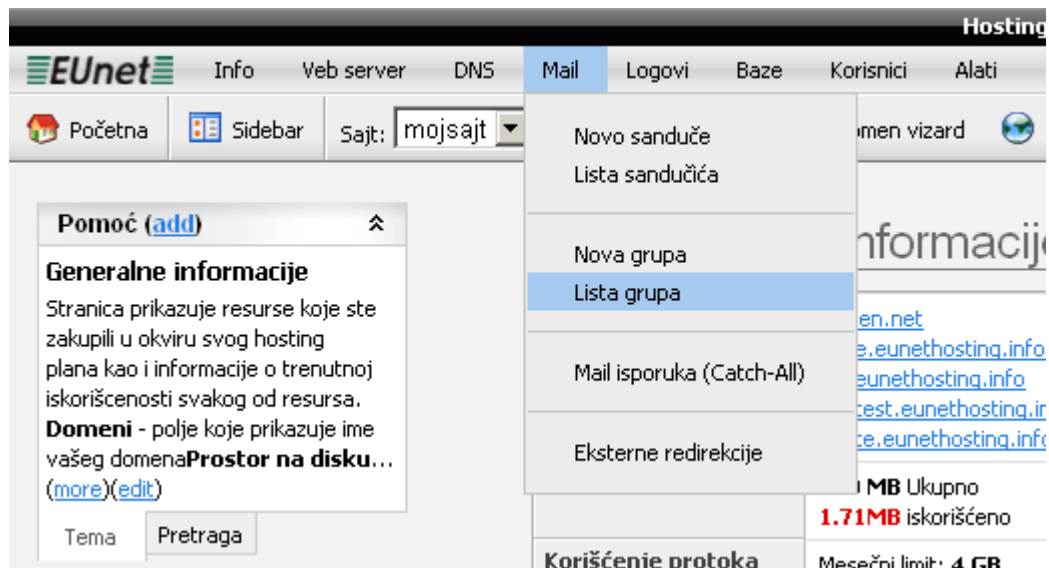 Hosting
EUnet Info Veb server DNS Mail Logovi Baze Korisnici Alati
Početna Sidebar Sajt: mojsajt vizard
Novo sanduče
Lista sandučića
Nova grupa
Lista grupa
Mail isporuka (Catch-All)
Eksterne redirekcije
Pomoć (add)
Generalne informacije
Stranica prikazuje resurse koje ste
zakupili u okviru svog hosting
plana kao i informacije o trenutnoj
iskorišćenosti svakog od resursa.
Domeni - polje koje prikazuje ime
vašeg domenaProstor na disku...
(more)(edit)
Tema Pretraga
nformacije
en.net
e.eunethosting.info
eunethosting.info
test.eunethosting.in
te.eunethosting.info
MB Ukupno
1.71MB iskorišćeno
Korišćenje protoka
Mesečni limit: 4 GB